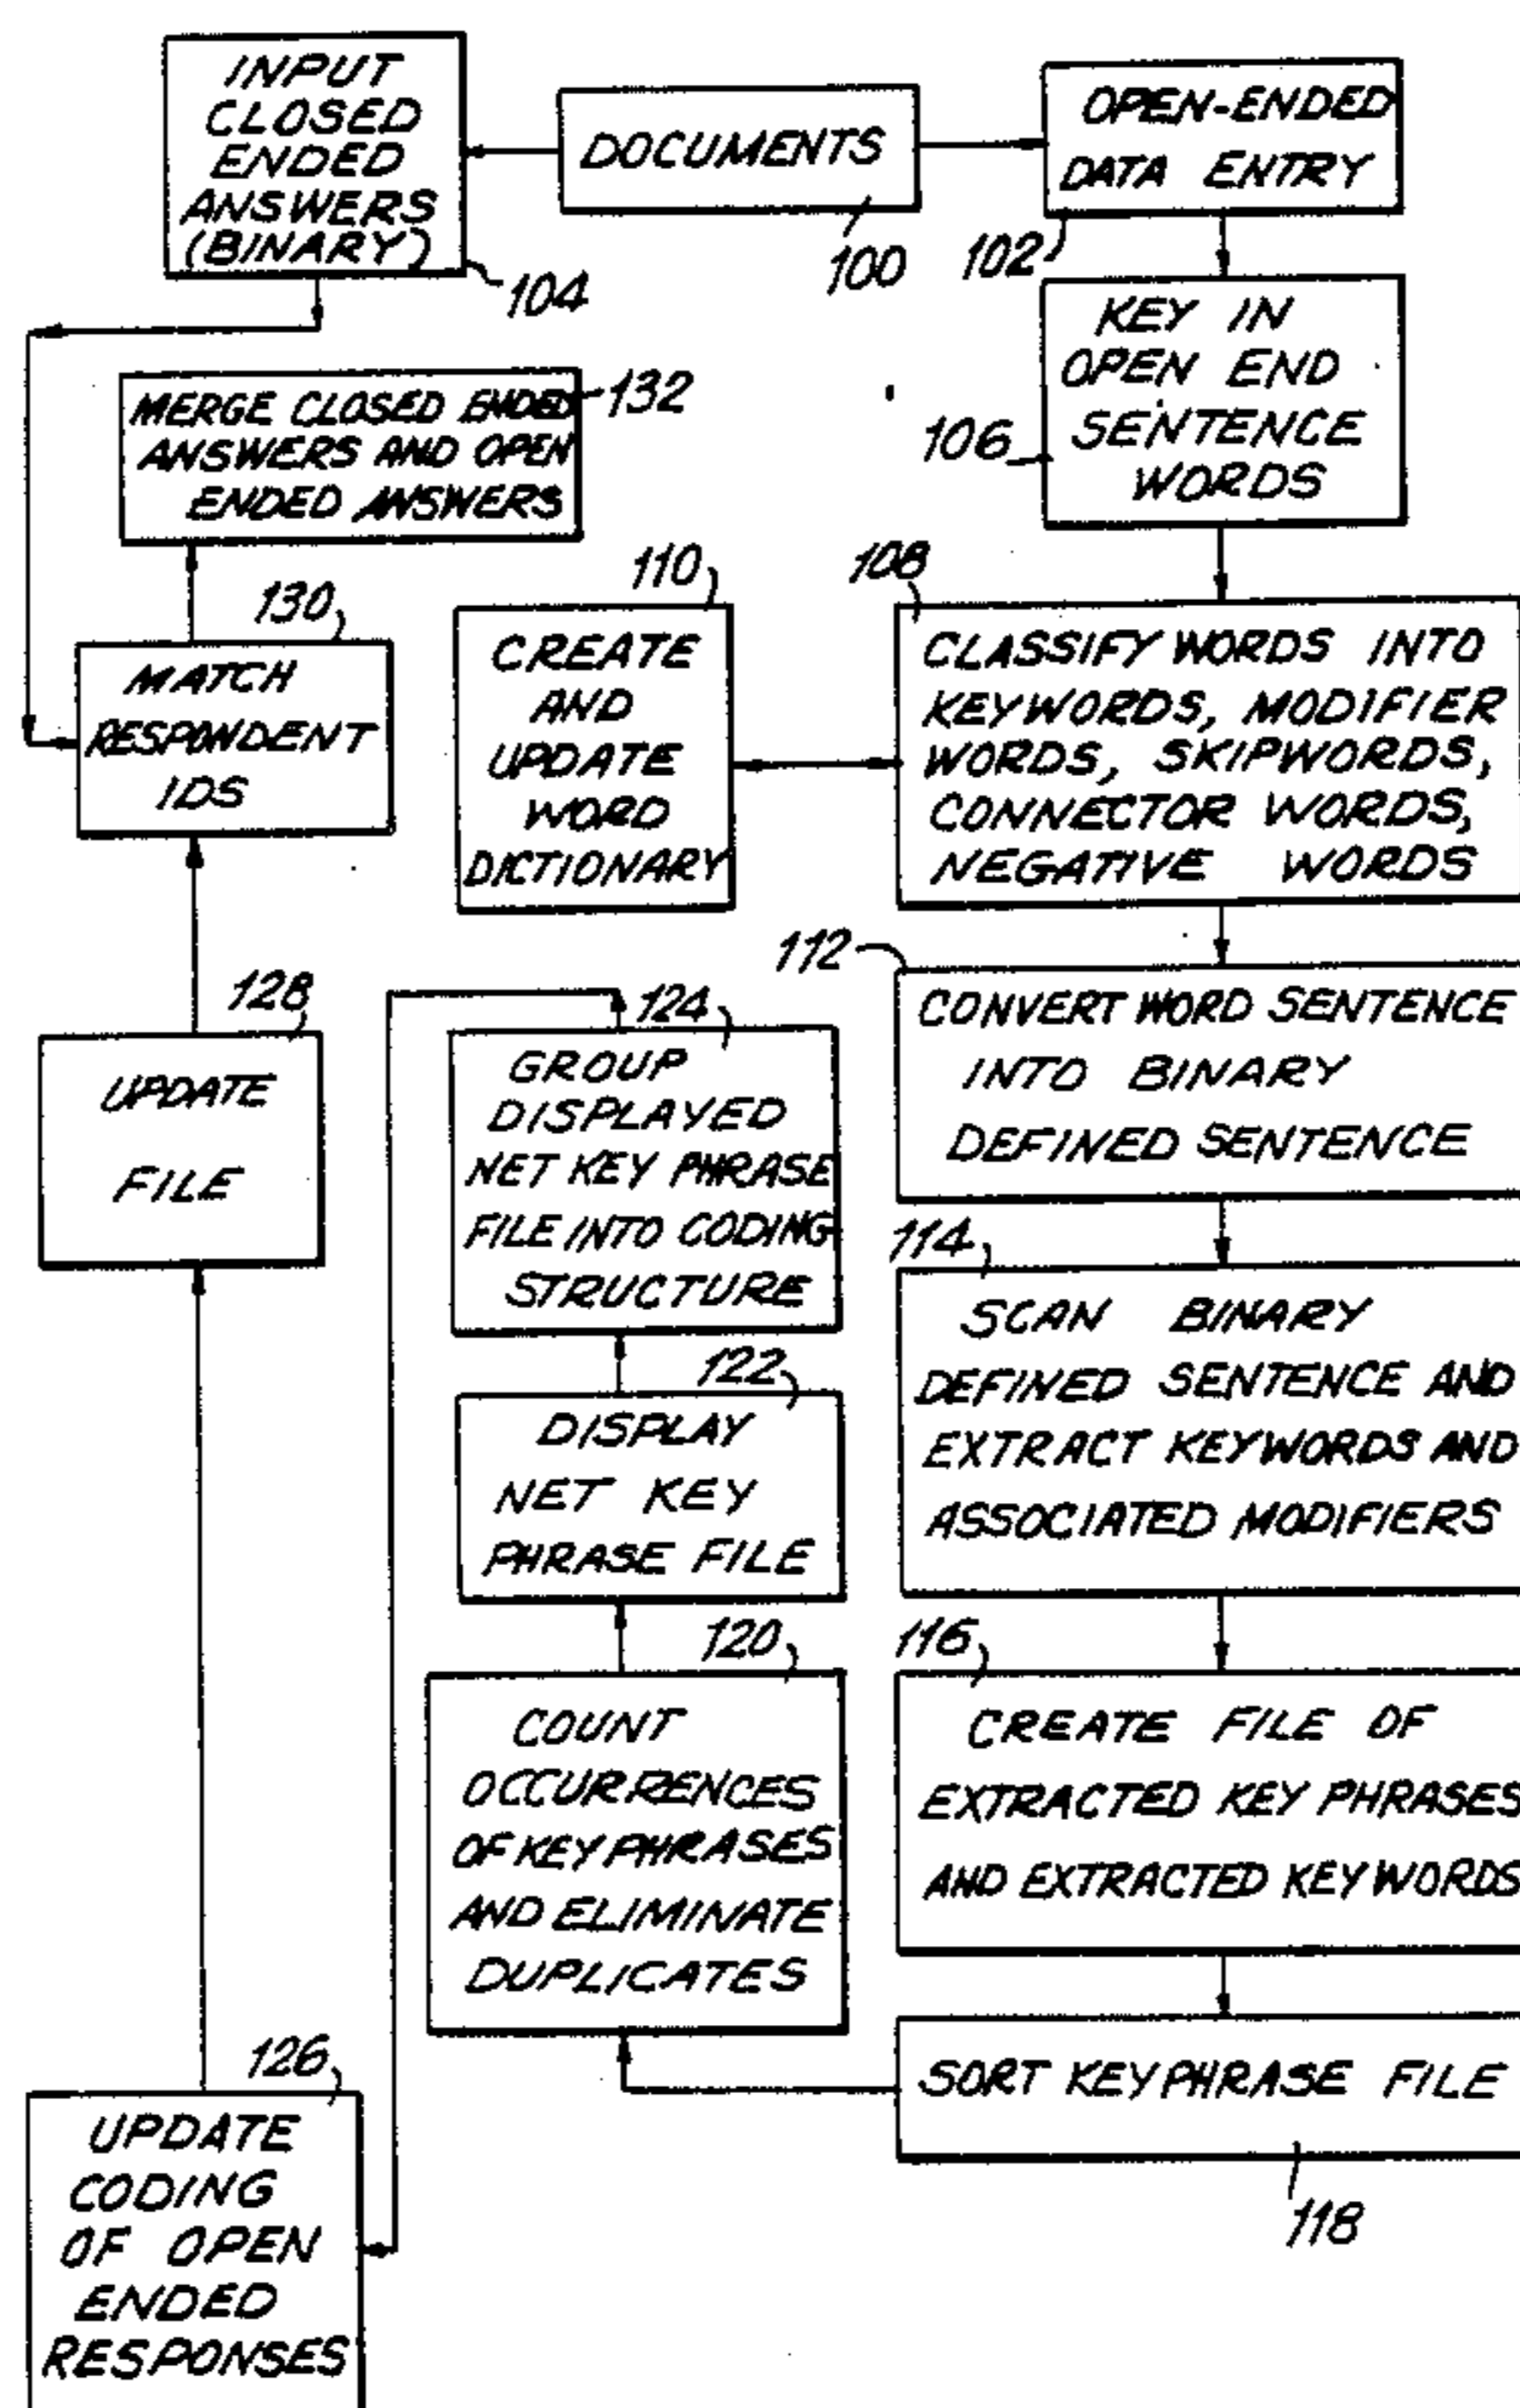 INPUT
CLOSED
ENDED
ANSWERS
(BINARY)
104
DOCUMENTS
100
OPEN-ENDED
DATA ENTRY
102
KEY IN
OPEN END
SENTENCE
WORDS
106
MERGE CLOSED ENDED
ANSWERS AND OPEN
ENDED ANSWERS
132
130
MATCH
RESPONDENT
IDS
110
CREATE
AND
UPDATE
WORD
DICTIONARY
108
CLASSIFY WORDS INTO
KEYWORDS, MODIFIER
WORDS, SKIPWORDS,
CONNECTOR WORDS,
NEGATIVE WORDS
112
CONVERT WORD SENTENCE
INTO BINARY
DEFINED SENTENCE
128
UPDATE
FILE
124
GROUP
DISPLAYED
NET KEY PHRASE
FILE INTO CODING
STRUCTURE
114
SCAN BINARY
DEFINED SENTENCE AND
EXTRACT KEYWORDS AND
ASSOCIATED MODIFIERS
122
DISPLAY
NET KEY
PHRASE FILE
116
CREATE FILE OF
EXTRACTED KEY PHRASES
AND EXTRACTED KEYWORDS
120
COUNT
OCCURRENCES
OF KEY PHRASES
AND ELIMINATE
DUPLICATES
SORT KEYPHRASE FILE
118
126
UPDATE
CODING
OF OPEN
ENDED
RESPONSES